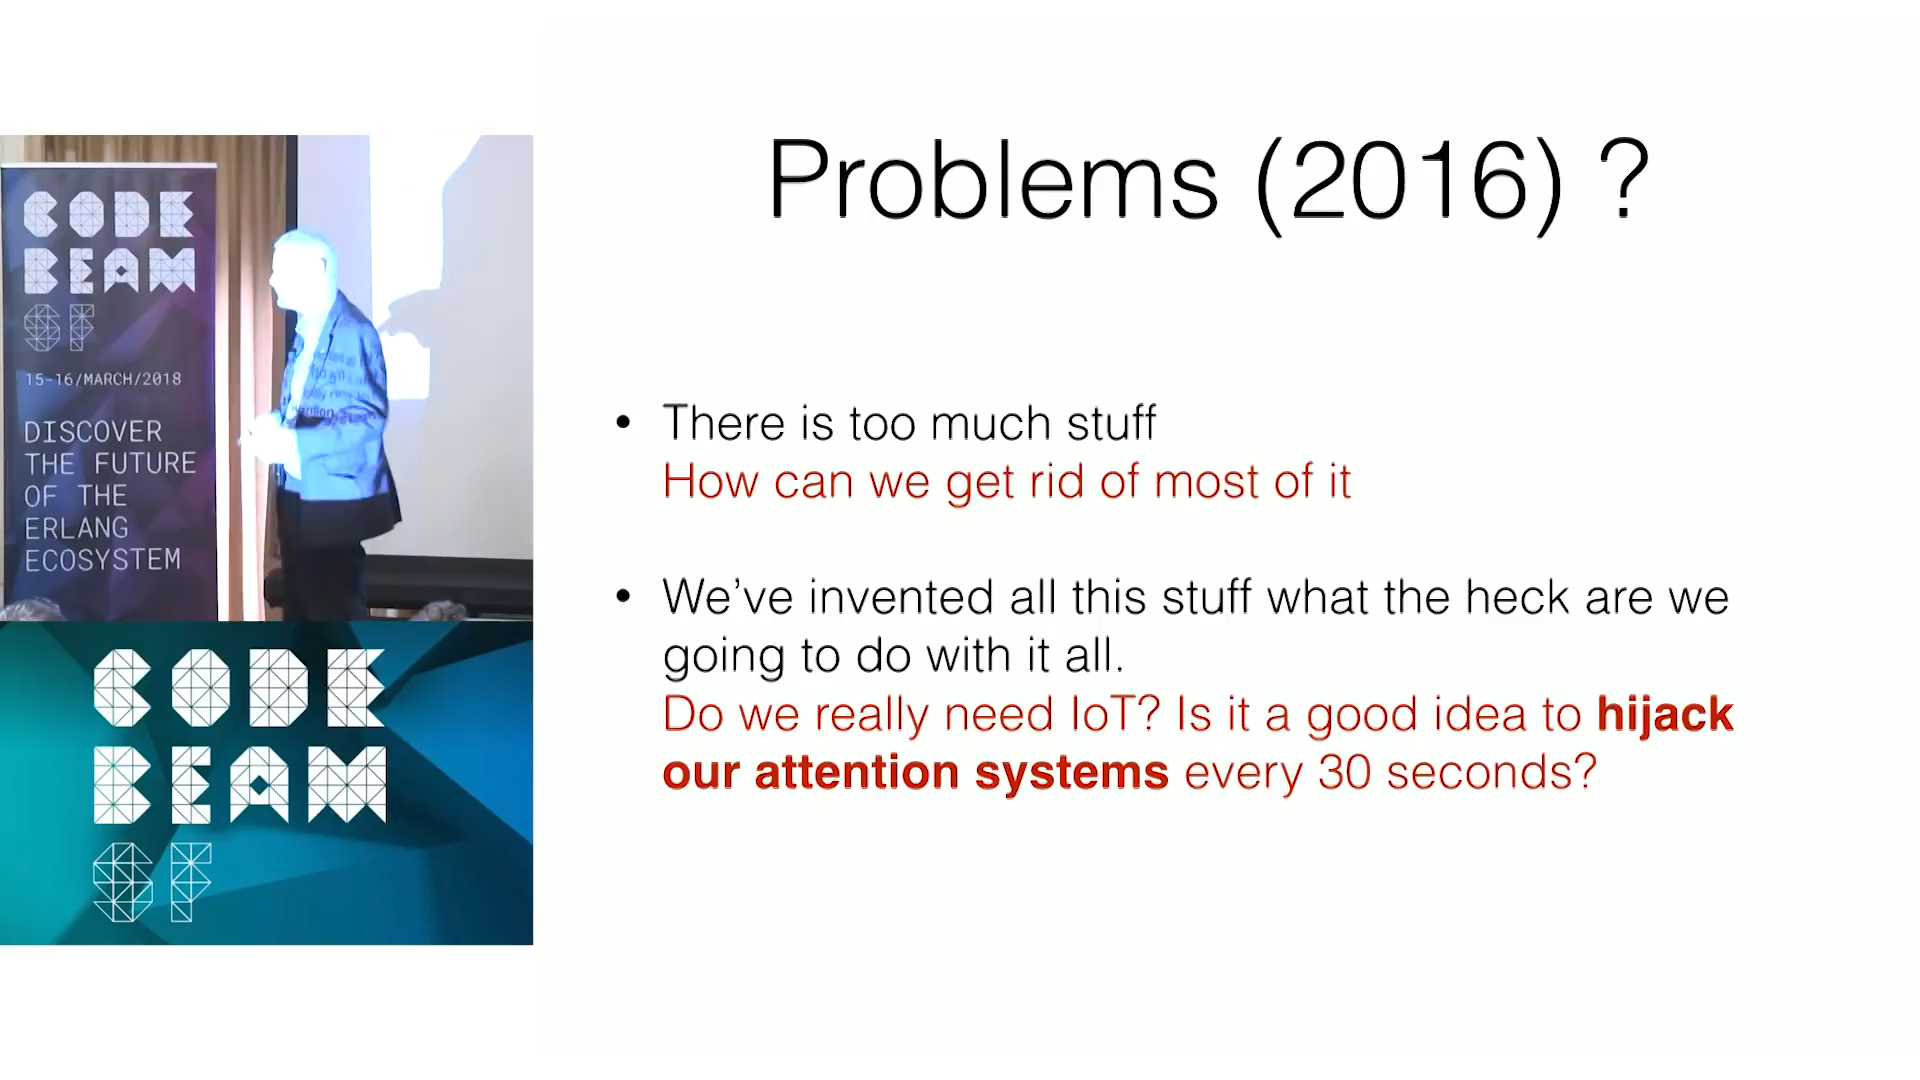 CODE
BEAM
SF
15-16/MARCH/2018
DISCOVER
THE FUTURE
OF THE
ERLANG
ECOSYSTEM
CODE
BEAM
SF
Problems (2016) ?
• There is too much stuff
How can we get rid of most of it
• We've invented all this stuff what the heck are we
going to do with it all.
Do we really need IoT? Is it a good idea to hijack
our attention systems every 30 seconds?